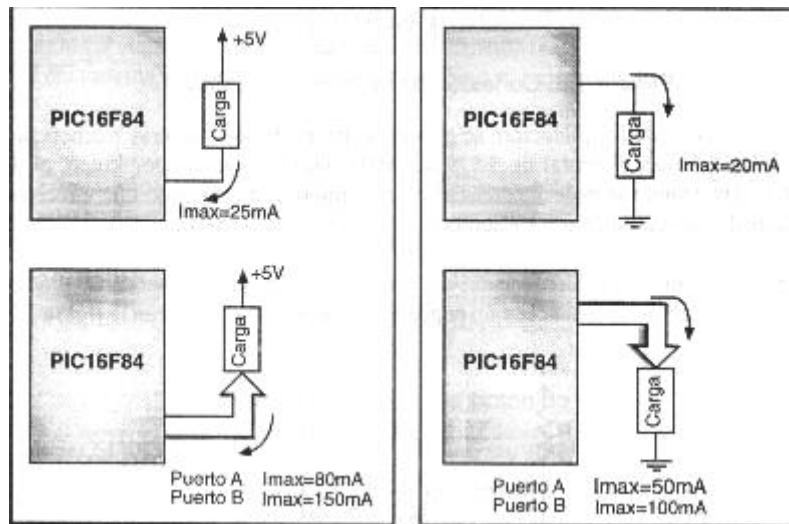 +5V
PIC16F84
Carga
Imax=25mA
+5V
PIC16F84
Carga
Puerto A Imax=80mA
Puerto B Imax=150mA
PIC16F84
Carga
Imax=20mA
PIC16F84
Carga
Puerto A Imax=50mA
Puerto B Imax=100mA